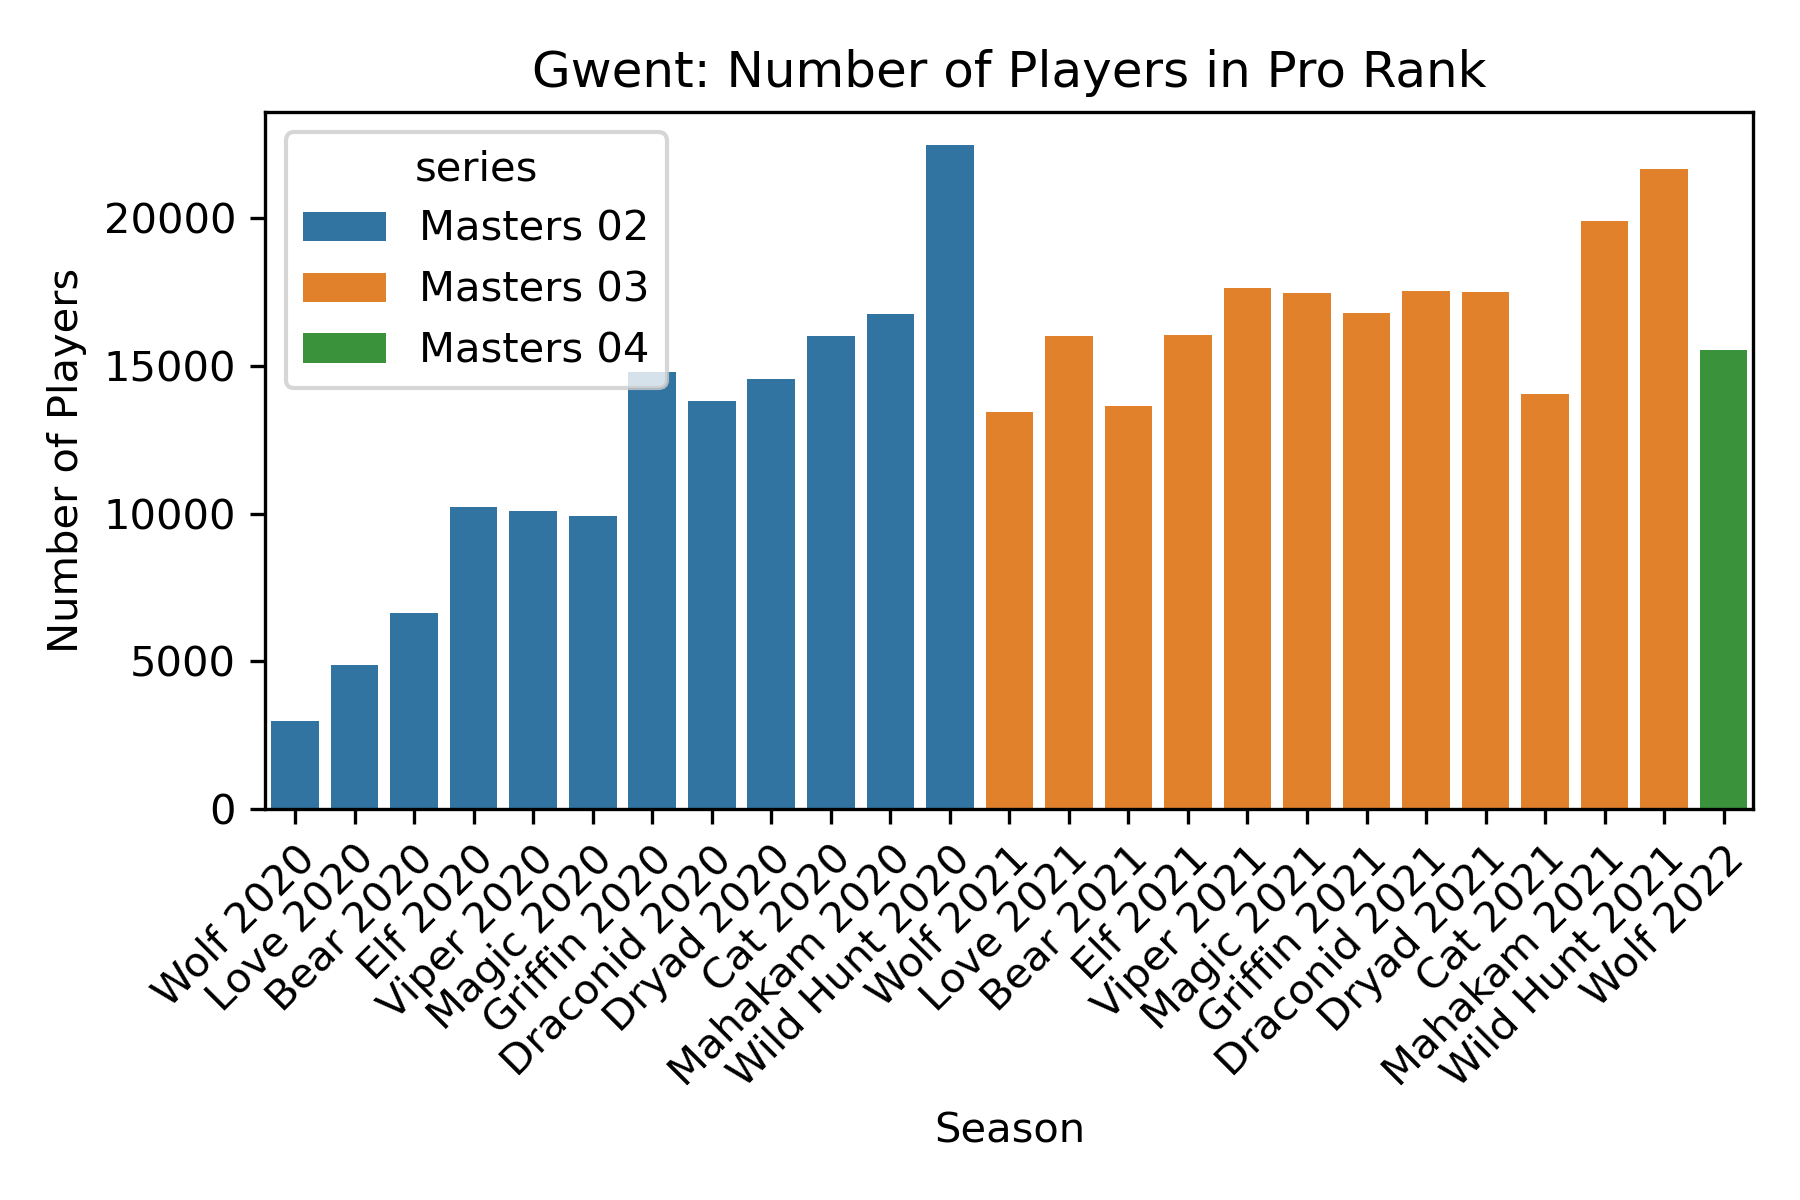 Gwent: Number of Players in Pro Rank
series
Masters 02
Masters 03
Masters 04
Number of Players
20000
15000
10000
5000
0
Wolf 2020
Love 2020
Bear 2020
Elf 2020
Viper 2020
Magic 2020
Griffin 2020
Draconid 2020
Dryad 2020
Cat 2020
Mahakam 2020
Wild Hunt 2020
Wolf 2021
Love 2021
Bear 2021
Elf 2021
Viper 2021
Magic 2021
Griffin 2021
Draconid 2021
Dryad 2021
Cat 2021
Mahakam 2021
Wild Hunt 2021
Wolf 2022
Season